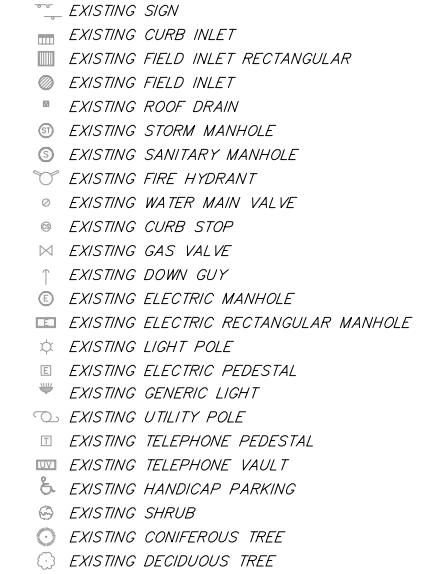 EXISTING SIGN
EXISTING CURB INLET
EXISTING FIELD INLET RECTANGULAR
EXISTING FIELD INLET
EXISTING ROOF DRAIN
ST EXISTING STORM MANHOLE
S EXISTING SANITARY MANHOLE
EXISTING FIRE HYDRANT
EXISTING WATER MAIN VALVE
CS EXISTING CURB STOP
EXISTING GAS VALVE
EXISTING DOWN GUY
E EXISTING ELECTRIC MANHOLE
E EXISTING ELECTRIC RECTANGULAR MANHOLE
EXISTING LIGHT POLE
E EXISTING ELECTRIC PEDESTAL
EXISTING GENERIC LIGHT
EXISTING UTILITY POLE
T EXISTING TELEPHONE PEDESTAL
UV EXISTING TELEPHONE VAULT
EXISTING HANDICAP PARKING
EXISTING SHRUB
EXISTING CONIFEROUS TREE
EXISTING DECIDUOUS TREE